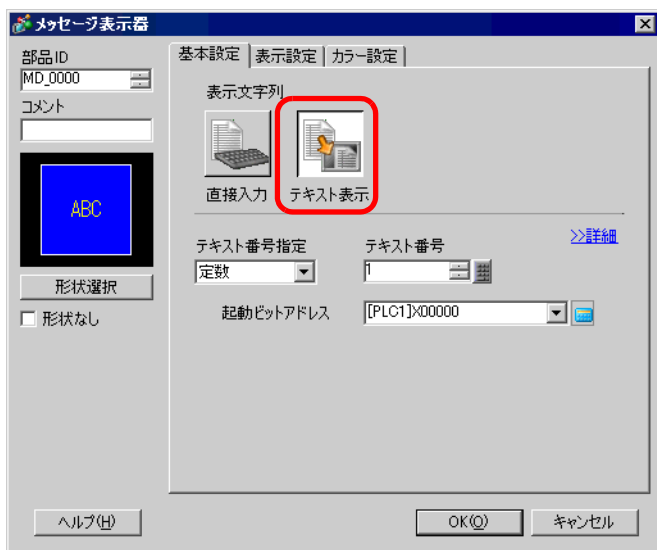 メッセージ表示器
部品ID
MD_0000
コメント
ABC
形状選択
形状なし
基本設定 表示設定 カラー設定
表示文字列
直接入力 テキスト表示
>>詳細
テキスト番号指定 テキスト番号
定数 1
起動ビットアドレス [PLC1]X00000
ヘルプ(H) OK(O) キャンセル